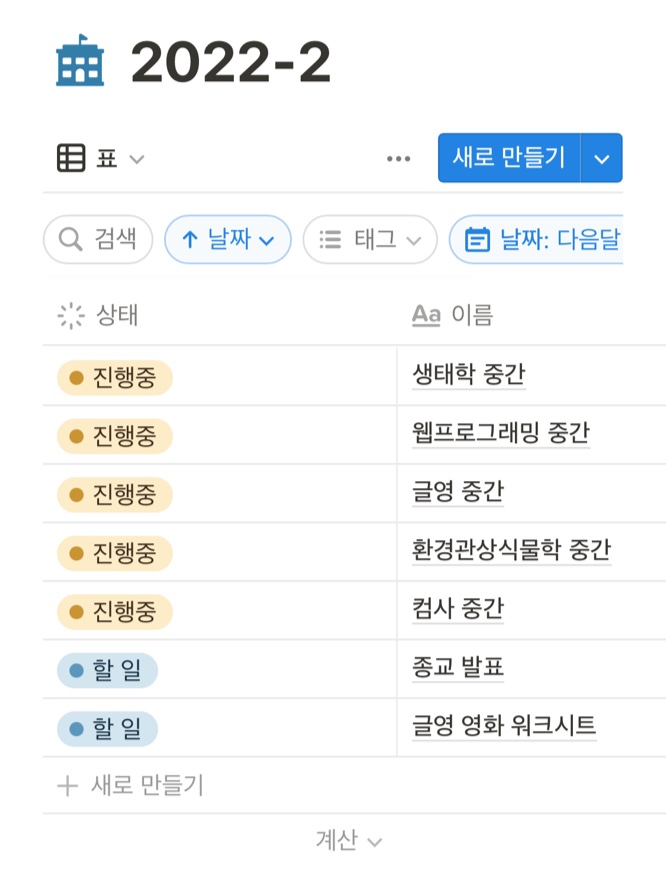 2022-2
표
새로 만들기
검색
날짜
태그
날짜: 다음달
상태
Aa 이름
진행중 생태학 중간
진행중 웹프로그래밍 중간
진행중 글영 중간
진행중 환경관상식물학 중간
진행중 컴사 중간
할 일 종교 발표
할 일 글영 영화 워크시트
+ 새로 만들기
계산